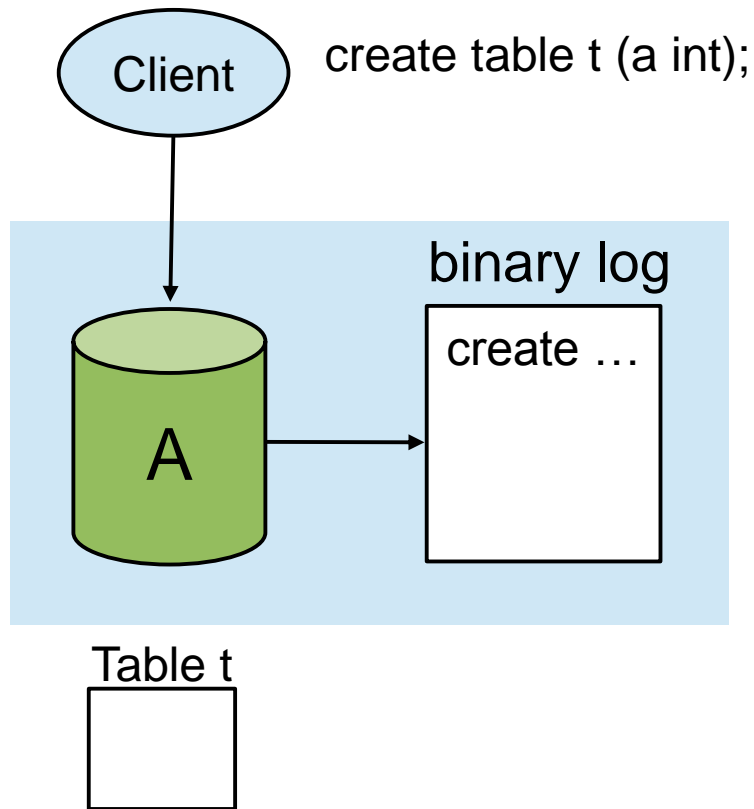 Client
create table t (a int);
binary log
create …
A
Table t